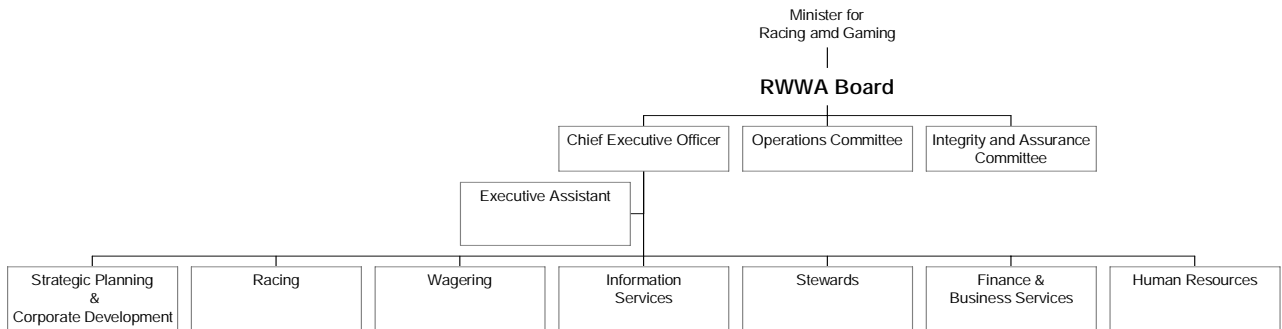 Minister for
Racing amd Gaming
RWWA Board
Chief Executive Officer
Operations Committee
Integrity and Assurance
Committee
Executive Assistant
Strategic Planning
&
Corporate Development
Racing
Wagering
Information
Services
Stewards
Finance &
Business Services
Human Resources